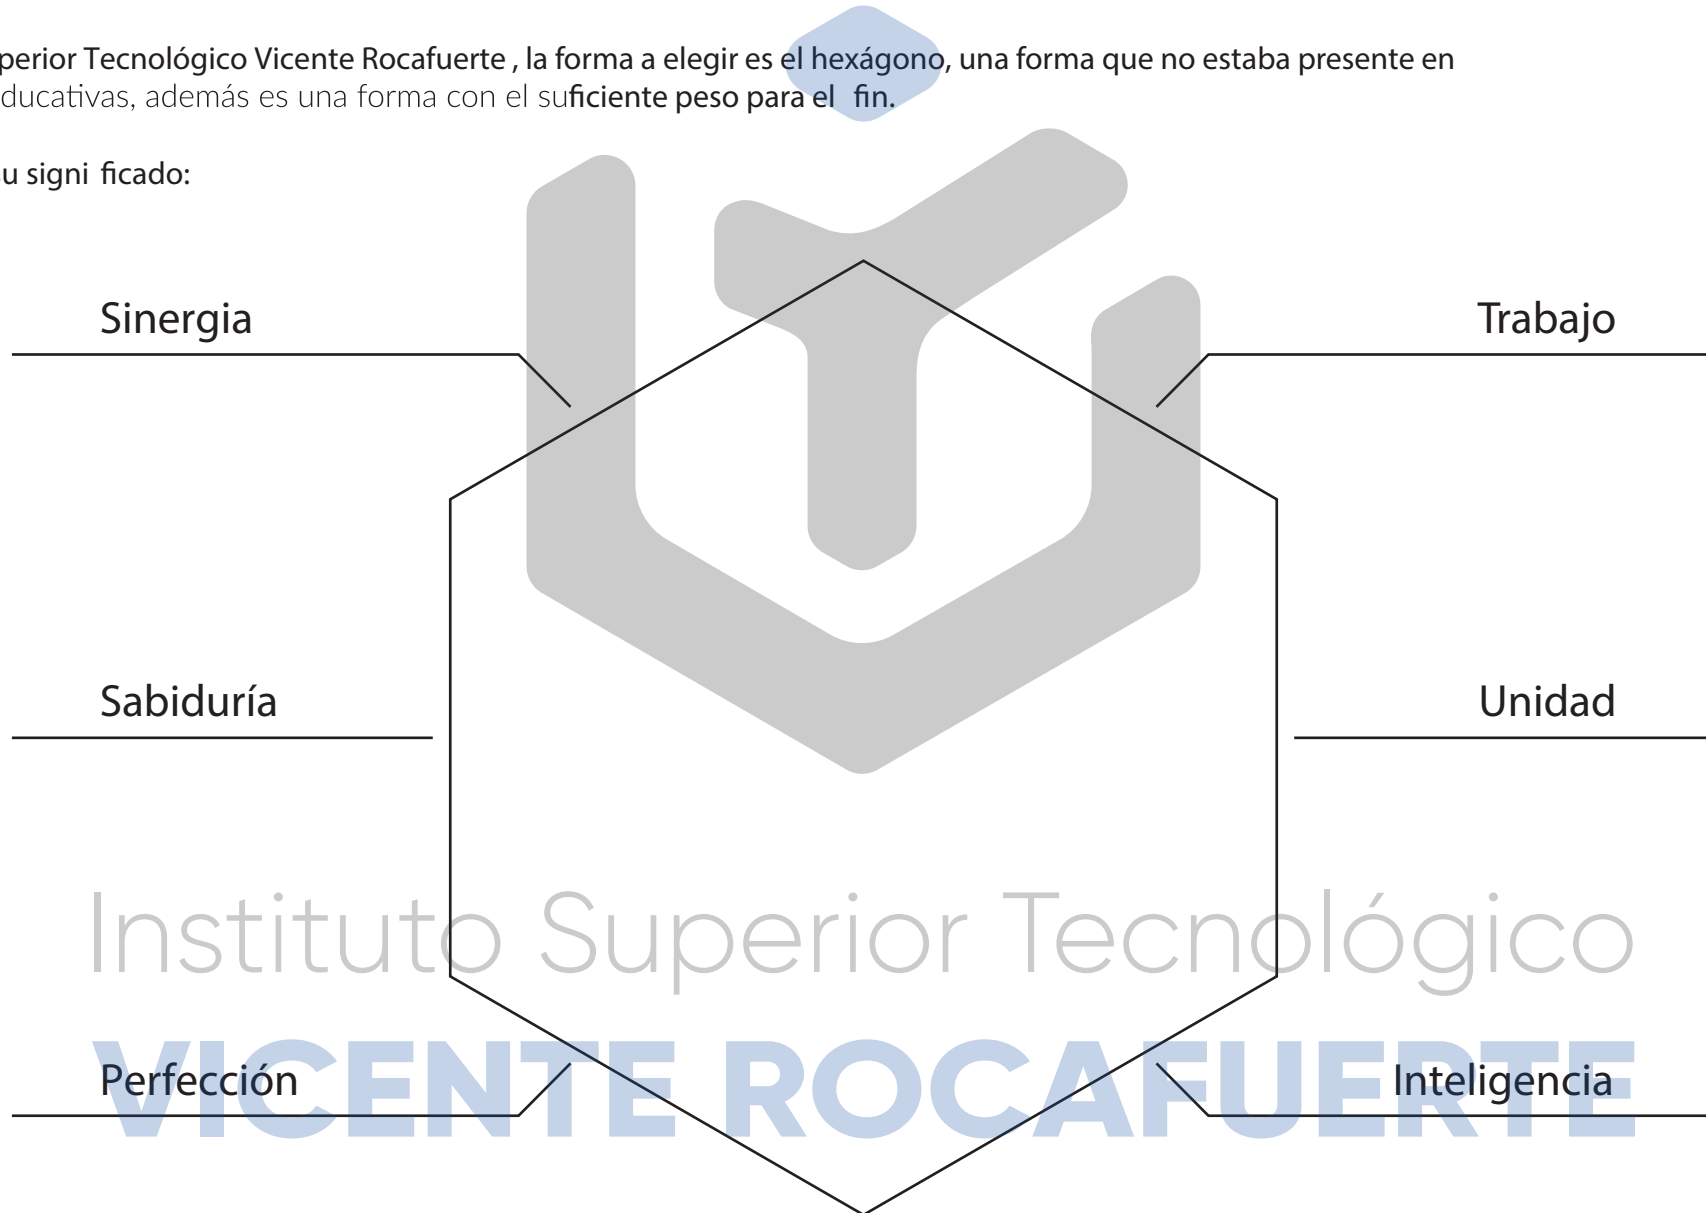 perior Tecnológico Vicente Rocafuerte , la forma a elegir es el hexágono, una forma que no estaba presente en
ducativas, además es una forma con el suficiente peso para el fin.
u signi ficado:
Sinergia
Trabajo
Sabiduría
Unidad
Instituto Superior Tecnológico
VICENTE ROCAFUERTE
Perfección
Inteligencia